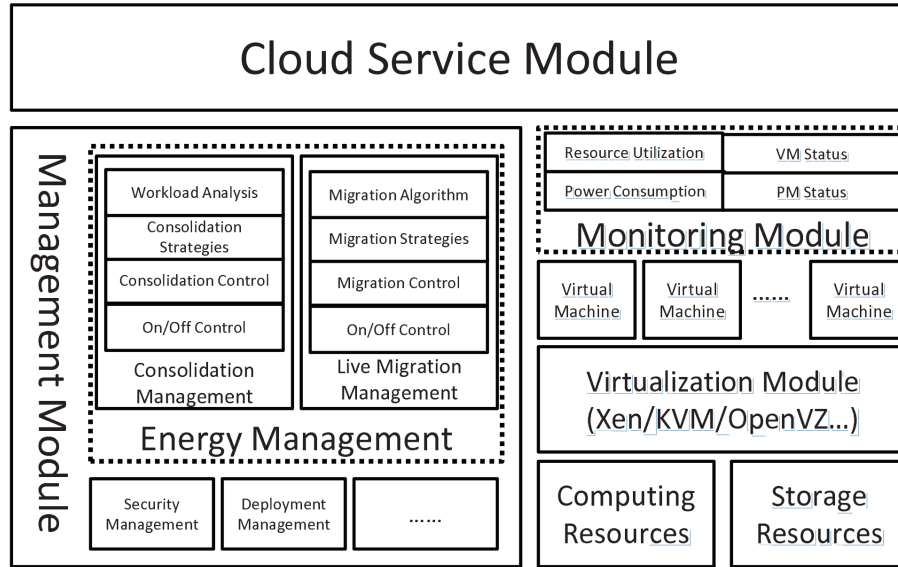 Cloud Service Module
Management Module
Workload Analysis
Consolidation
Strategies
Consolidation Control
On/Off Control
Consolidation
Management
Migration Algorithm
Migration Strategies
Migration Control
On/Off Control
Live Migration
Management
Energy Management
Security
Management
Deployment
Management
......
Resource Utilization
VM Status
Power Consumption
PM Status
Monitoring Module
Virtual
Machine
Virtual
Machine
......
Virtual
Machine
Virtualization Module
(Xen/KVM/OpenVZ...)
Computing
Resources
Storage
Resources